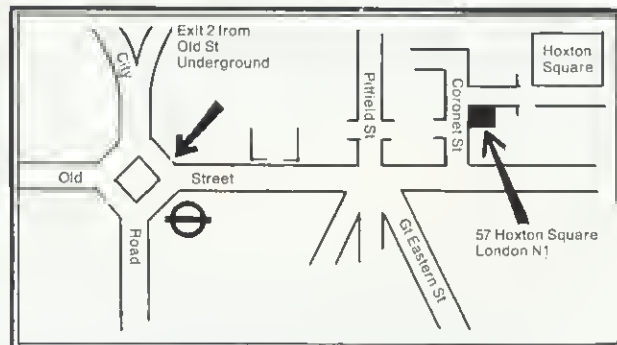 Exit 2 from
Old St
Underground
City
Pitfield St
Coronet St
Hoxton
Square
Old
Street
Road
Gt Eastern St
57 Hoxton Square
London N1